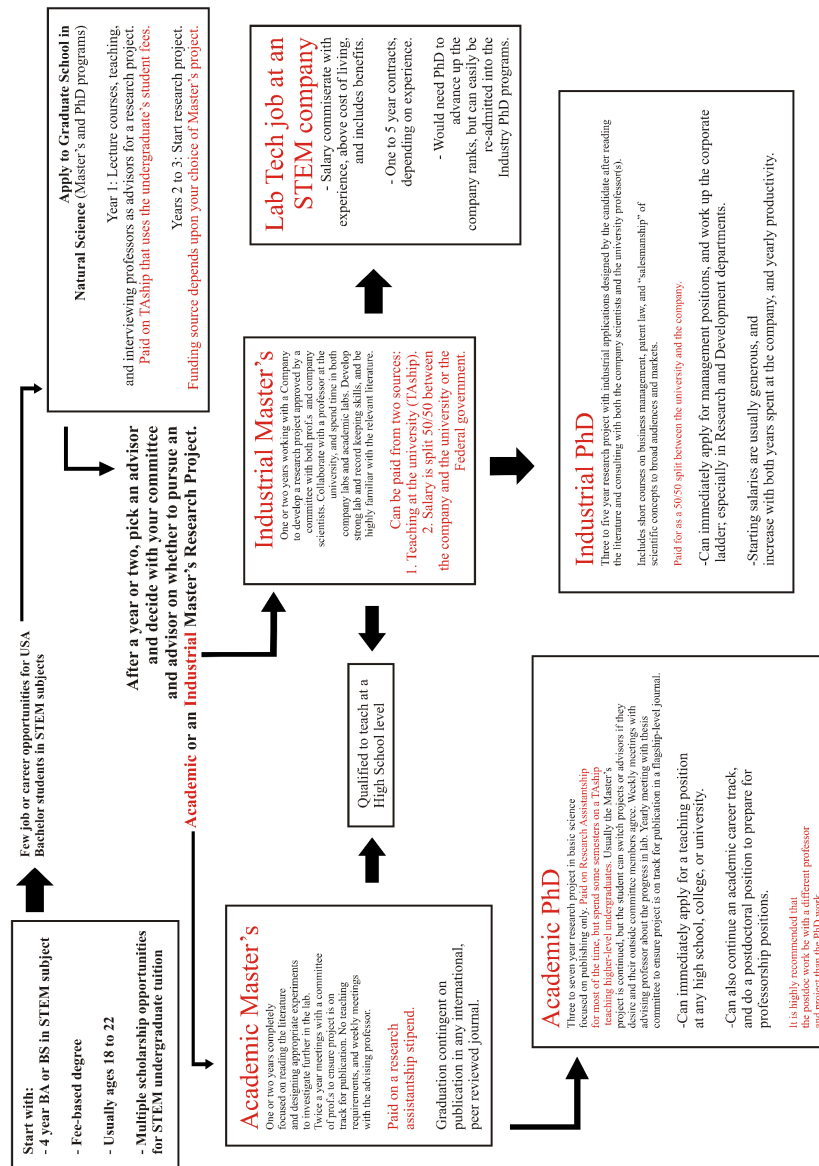 Start with:
- 4 year BA or BS in STEM subject
- Fee-based degree
- Usually ages 18 to 22
- Multiple scholarship opportunities
for STEM undergraduate tuition
Few job or career opportunities for USA
Bachelor students in STEM subjects
Apply to Graduate School in
Natural Science (Master's and PhD programs)
Year 1: Lecture courses, teaching,
and interviewing professors as advisors for a research project.
Paid on TAship that uses the undergraduate's student fees.
Years 2 to 3: Start research project.
Funding source depends upon your choice of Master's project.
After a year or two, pick an advisor
and decide with your committee
and advisor on whether to pursue an
Academic or an Industrial Master's Research Project.
Academic Master's
One or two years completely
focused on reading the literature
and designing appropriate experiments
to investigate further in the lab.
Twice a year meetings with a committee
of prof.s to ensure project is on
track for publication. No teaching
requirements, and weekly meetings
with the advising professor.
Paid on a research
assistantship stipend.
Graduation contingent on
publication in any international,
peer reviewed journal.
Qualified to teach at a
High School level
Industrial Master's
One or two years working with a Company
to develop a research project approved by a
committee with both prof.s and company
scientists. Collaborate with a professor at the
university, and spend time in both
company labs and academic labs. Develop
strong lab and record keeping skills, and be
highly familiar with the relevant literature.
Can be paid from two sources:
1. Teaching at the university (TAship).
2. Salary is split 50/50 between
the company and the university or the
Federal government.
Lab Tech job at an
STEM company
- Salary commiserate with
experience, above cost of living,
and includes benefits.
- One to 5 year contracts,
depending on experience.
- Would need PhD to
advance up the
company ranks, but can easily be
re-admitted into the
Industry PhD programs.
Academic PhD
Three to seven year research project in basic science
focused on publishing only. Paid on Research Assistantship
for most of the time, but spend some semesters on a TAship
teaching higher-level undergraduates. Usually the Master's
project is continued, but the student can switch projects or advisors if they
desire and their outside committee members agree. Weekly meetings with
advising professor about the progress in lab. Yearly meeting with thesis
committee to ensure project is on track for publication in a flagship-level journal.
-Can immediately apply for a teaching position
at any high school, college, or university.
-Can also continue an academic career track,
and do a postdoctoral position to prepare for
professorship positions.
It is highly recommended that
the postdoc work be with a different professor
and project than the PhD work
Industrial PhD
Three to five year research project with industrial applications designed by the candidate after reading
the literature and consulting with both the company scientists and the university professor(s).
Includes short courses on business management, patent law, and "salesmanship" of
scientific concepts to broad audiences and markets.
Paid for as a 50/50 split between the university and the company.
-Can immediately apply for management positions, and work up the corporate
ladder; especially in Research and Development departments.
-Starting salaries are usually generous, and
increase with both years spent at the company, and yearly productivity.